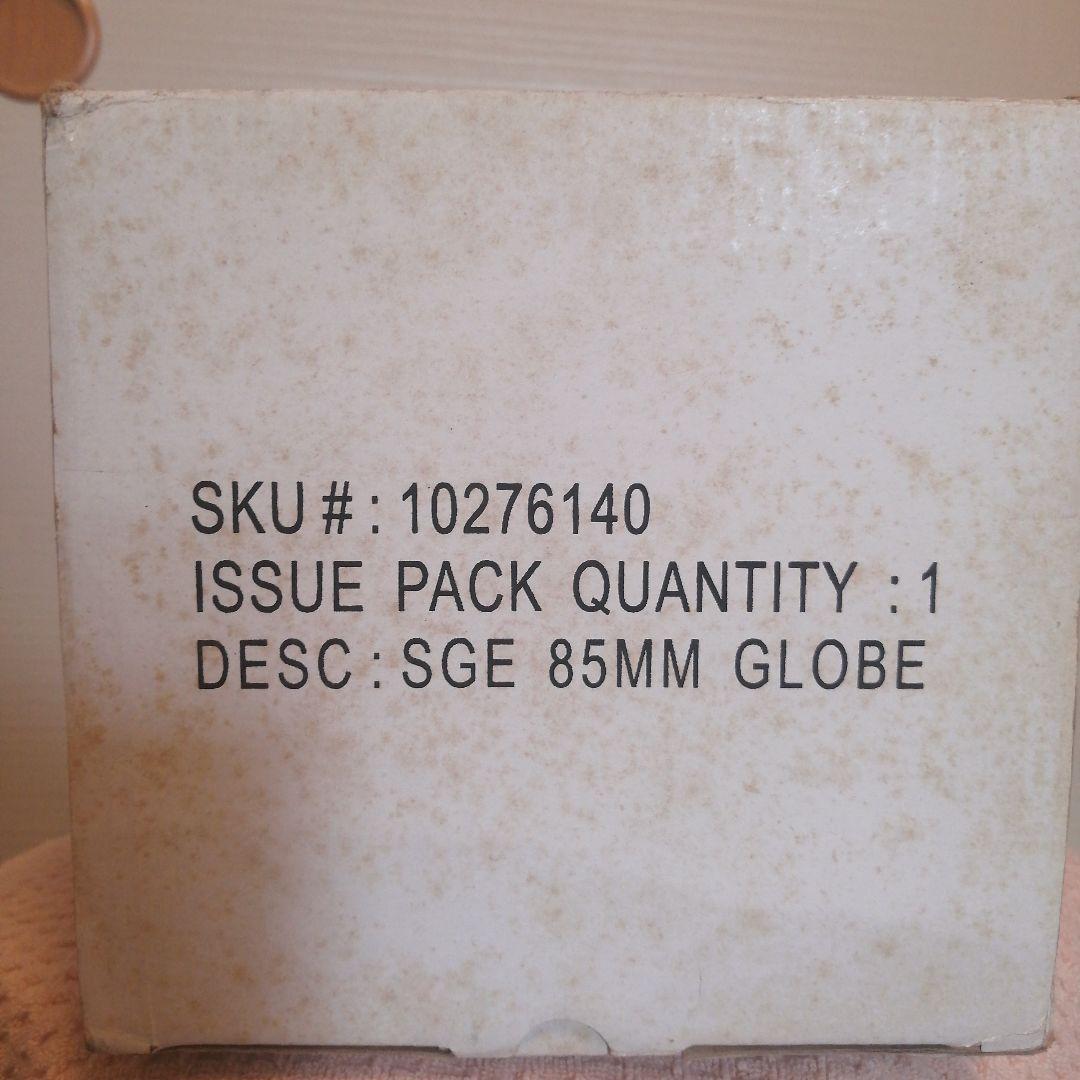 SKU #: 10276140
ISSUE PACK QUANTITY : 1
DESC : SGE 85MM GLOBE